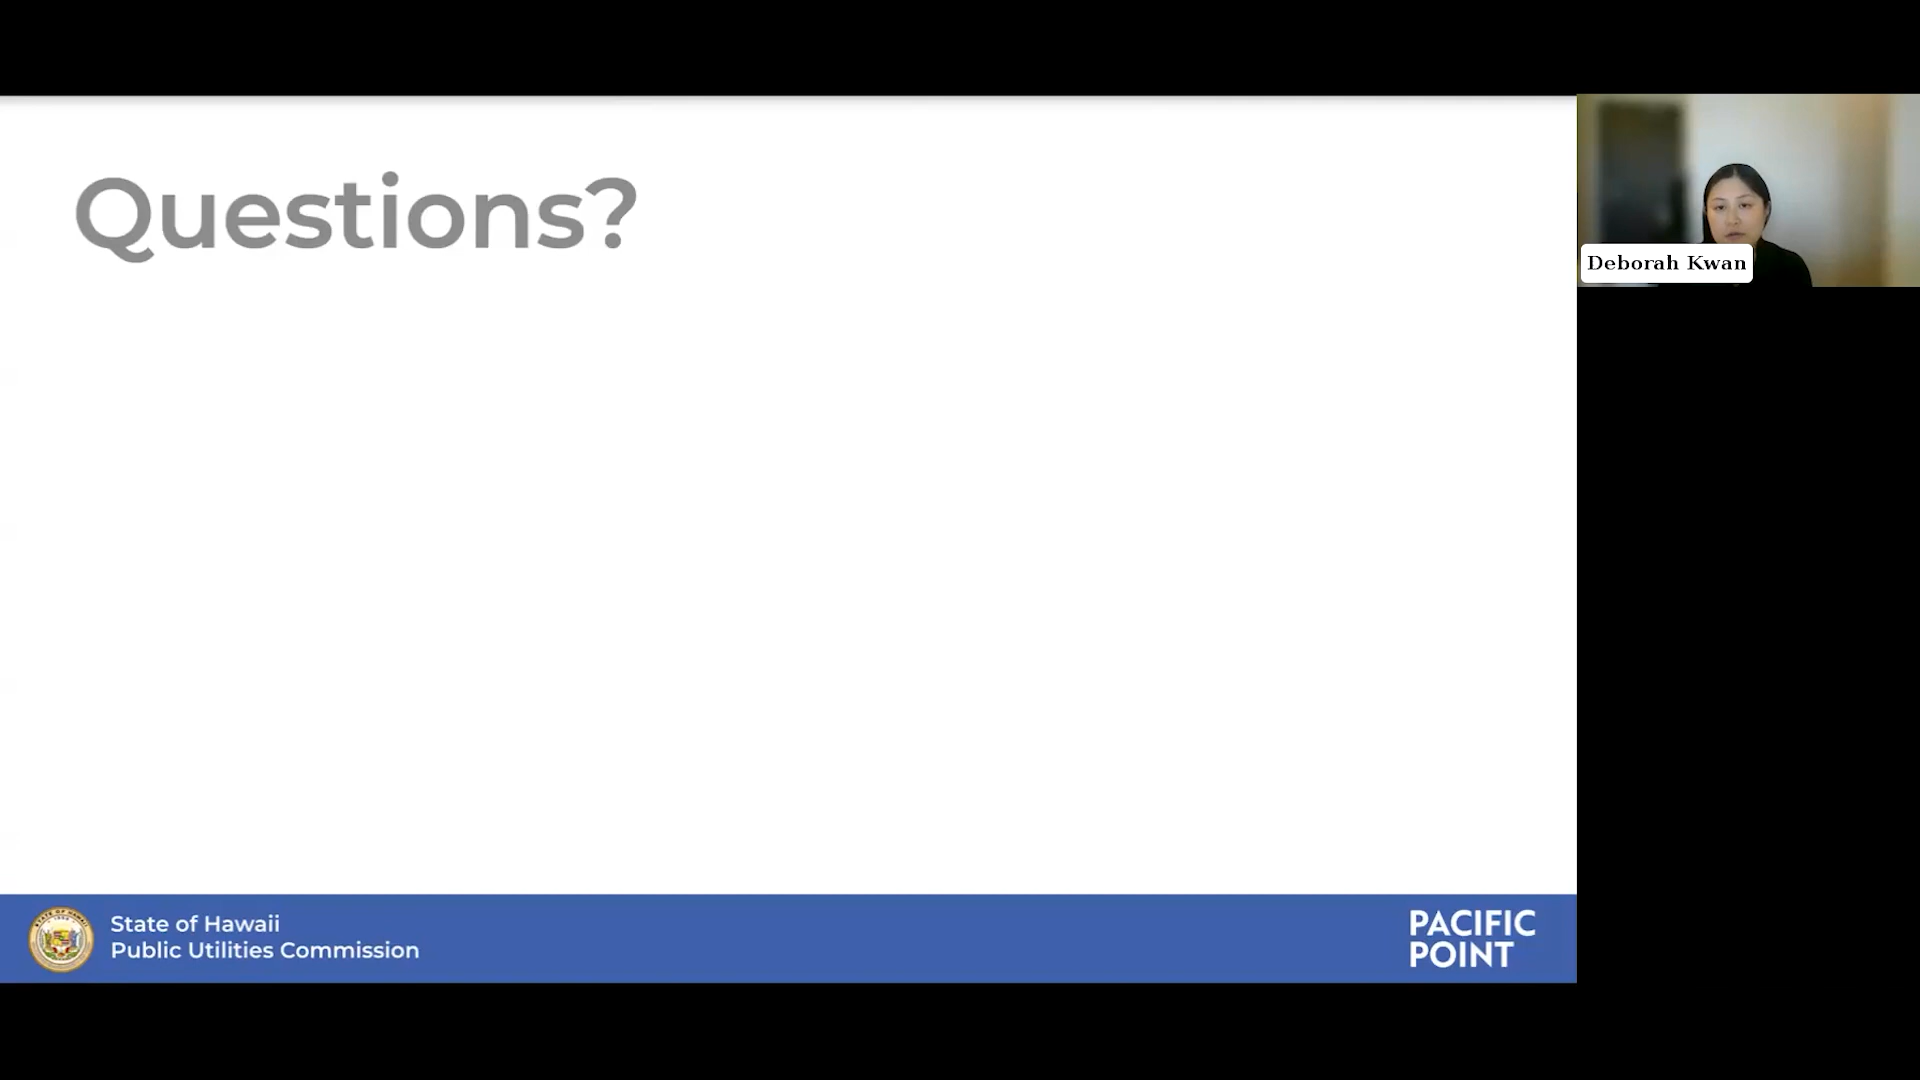 Questions?
Deborah Kwan
State of Hawaii
Public Utilities Commission
PACIFIC
POINT